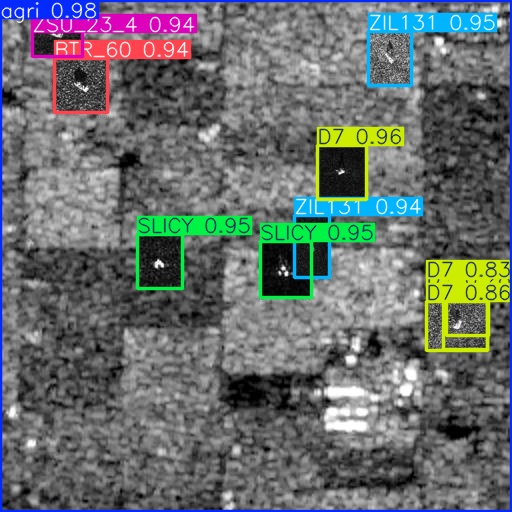 agri 0.98
ZSU_23_4 0.94
BTR_60 0.94
ZIL131 0.95
D7 0.96
ZIL131 0.94
SLICY 0.95
SLICY 0.95
D7 0.83
D7 0.86